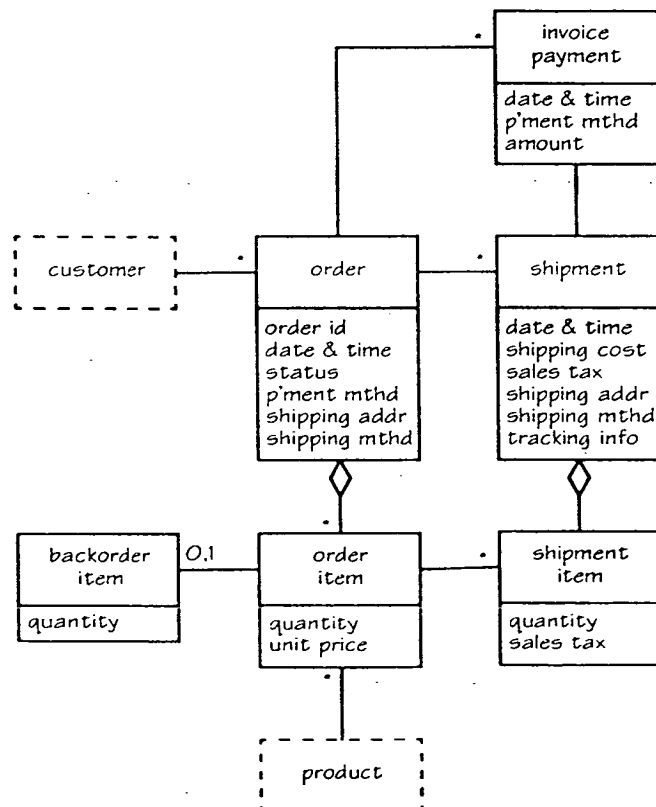 invoice
payment
date & time
p'ment mthd
amount
customer
order
order id
date & time
status
p'ment mthd
shipping addr
shipping mthd
shipment
date & time
shipping cost
sales tax
shipping addr
shipping mthd
tracking info
backorder
item
quantity
0,1
order
item
quantity
unit price
shipment
item
quantity
sales tax
product